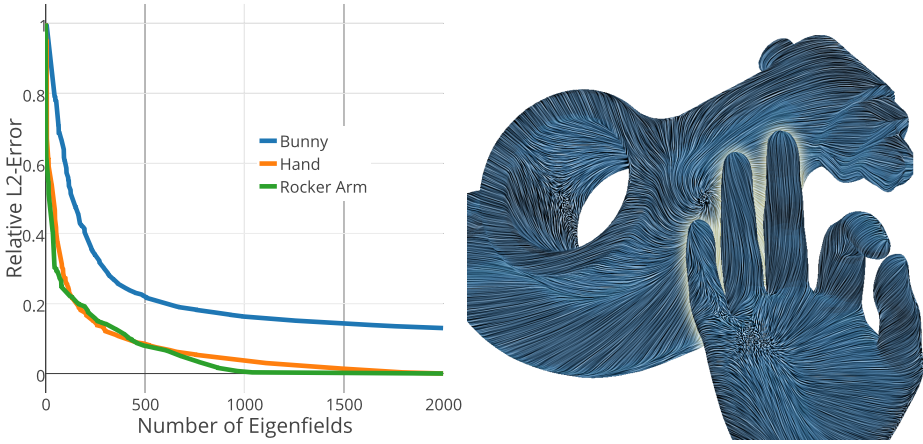 Relative L2-Error
1
0.8
0.6
0.4
0.2
0
Bunny
Hand
Rocker Arm
0 500 1000 1500 2000
Number of Eigenfields